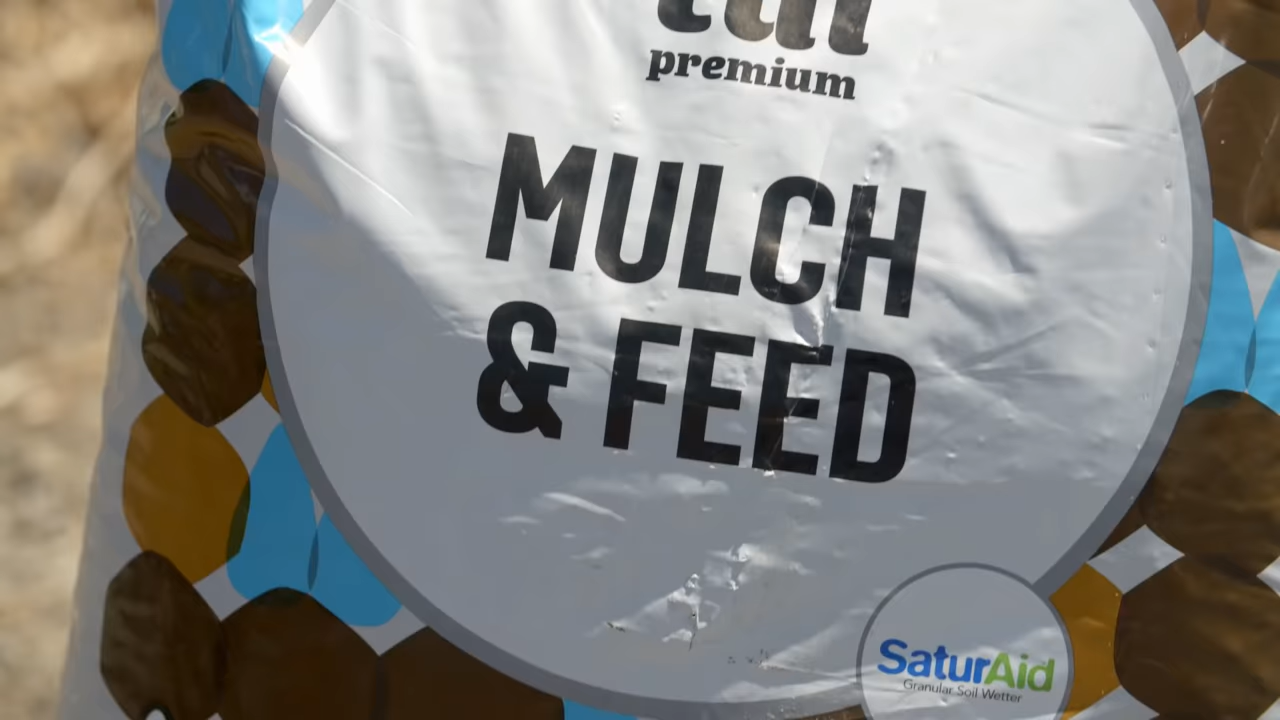 premium
MULCH
& FEED
SaturAid
Granular Soil Wetter